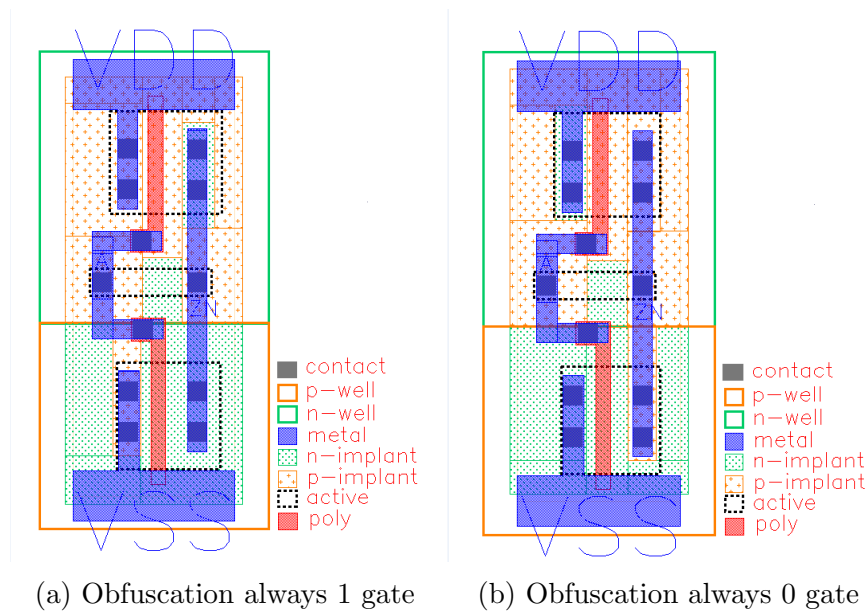 VDD
VDD
A
A
ZN
ZN
contact
p-well
n-well
metal
n-implant
p-implant
active
poly
contact
p-well
n-well
metal
n-implant
p-implant
active
poly
VSS
VSS
(a) Obfuscation always 1 gate
(b) Obfuscation always 0 gate